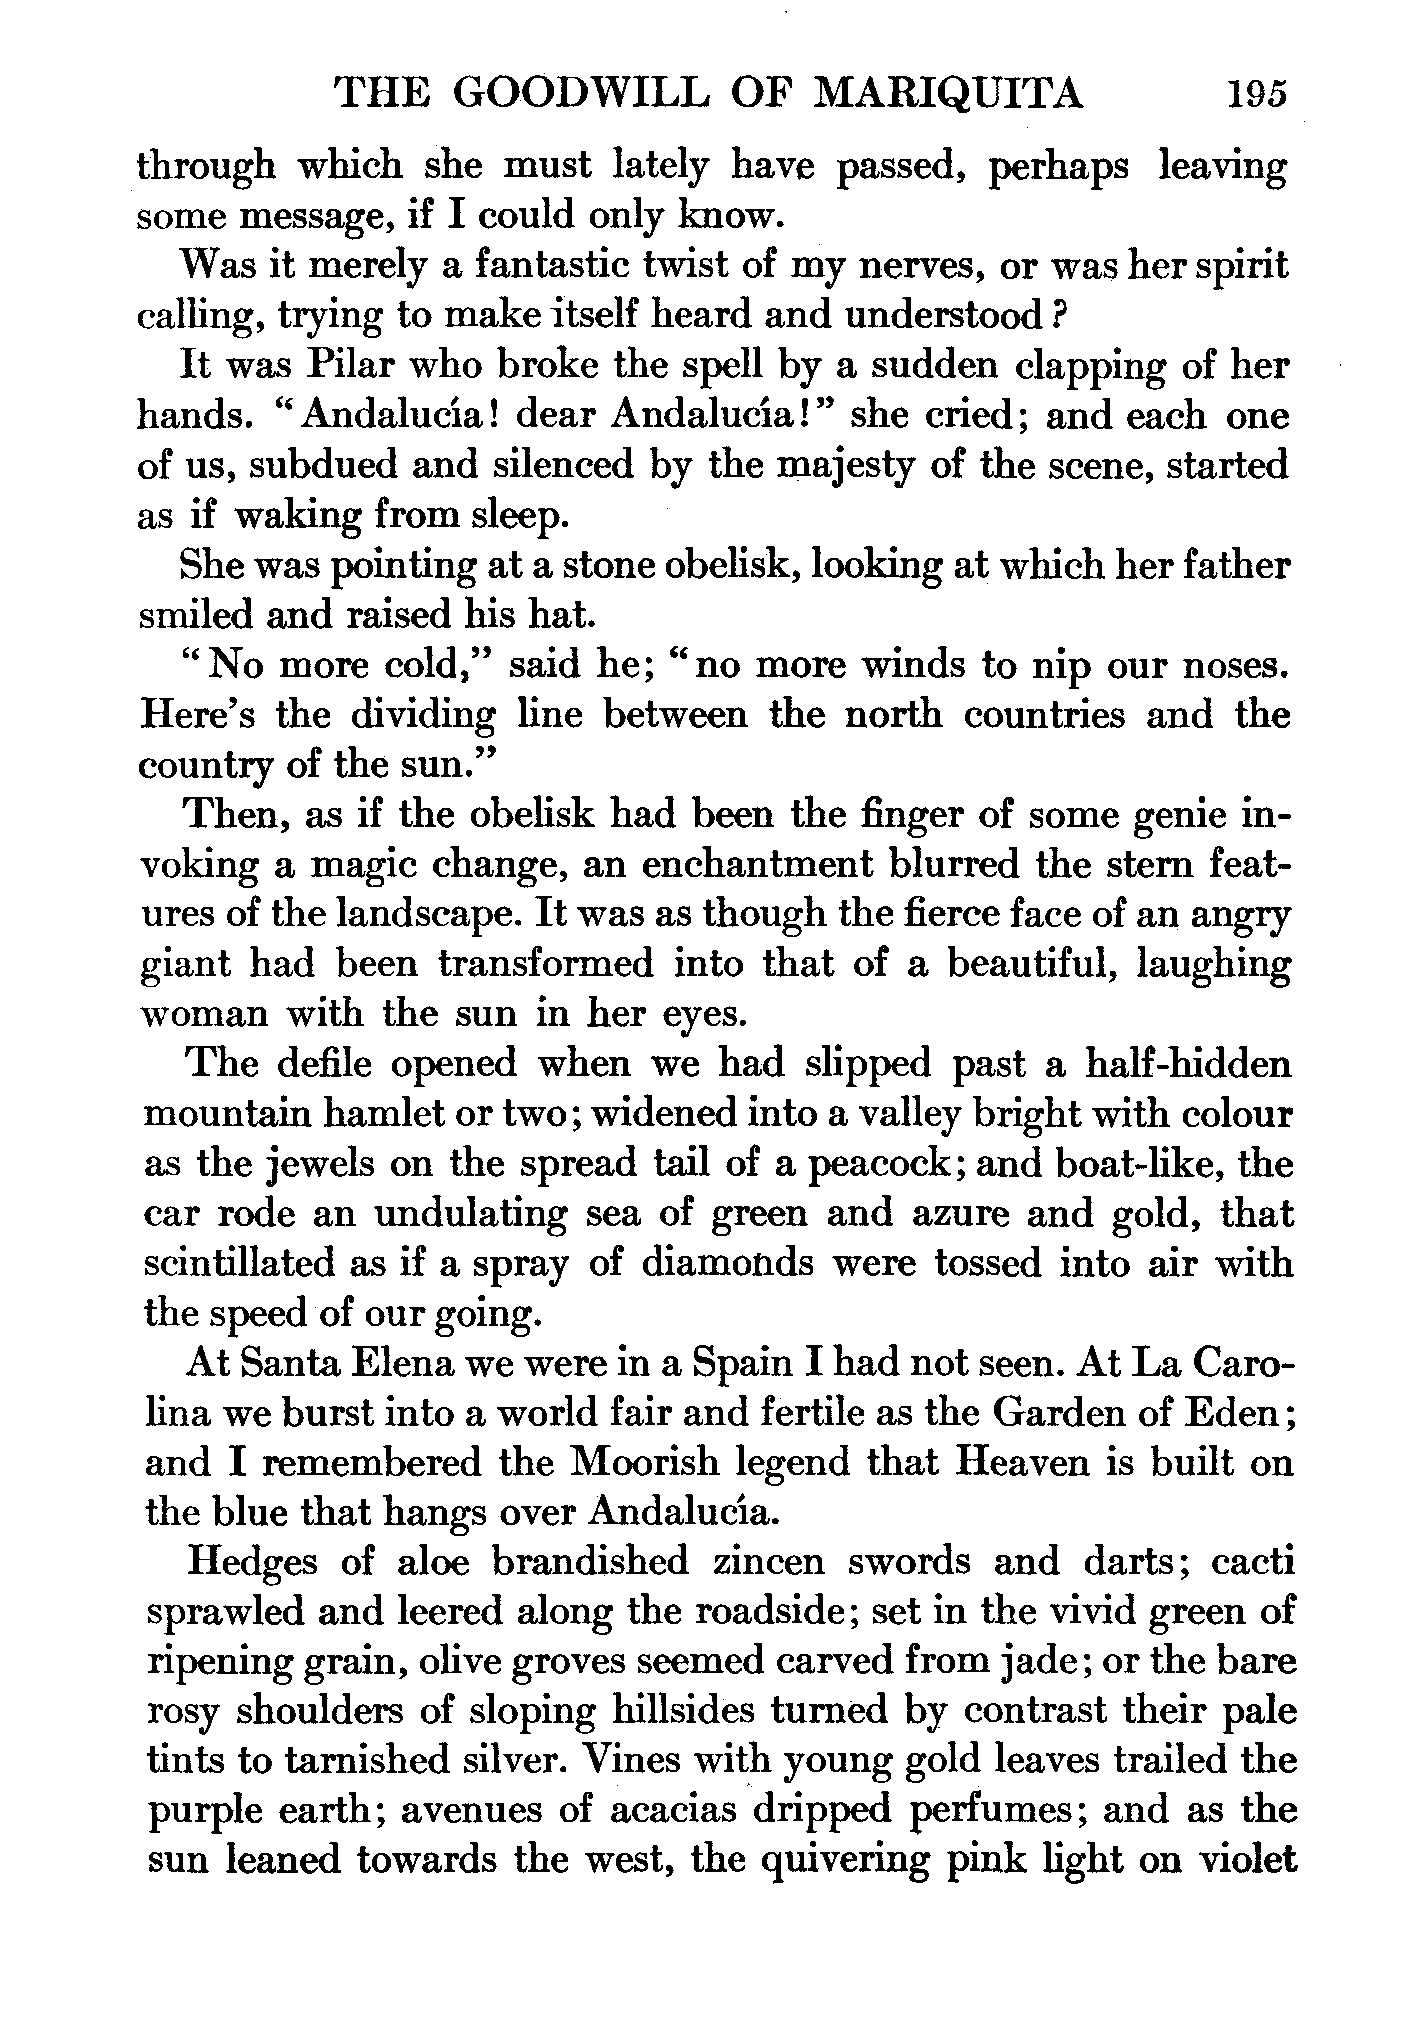 THE GOODWILL OF MARIQUITA 195
through which she must lately have passed, perhaps leaving
some message, if I could only know.
Was it merely a fantastic twist of my nerves, or was her spirit
calling, trying to make itself heard and understood?
It was Pilar who broke the spell by a sudden clapping of her
hands. "Andalucía! dear Andalucía!" she cried; and each one
of us, subdued and silenced by the majesty of the scene, started
as if waking from sleep.
She was pointing at a stone obelisk, looking at which her father
smiled and raised his hat.
"No more cold," said he; "no more winds to nip our noses.
Here's the dividing line between the north countries and the
country of the sun."
Then, as if the obelisk had been the finger of some genie in-
voking a magic change, an enchantment blurred the stern feat-
ures of the landscape. It was as though the fierce face of an angry
giant had been transformed into that of a beautiful, laughing
woman with the sun in her eyes.
The defile opened when we had slipped past a half-hidden
mountain hamlet or two; widened into a valley bright with colour
as the jewels on the spread tail of a peacock; and boat-like, the
car rode an undulating sea of green and azure and gold, that
scintillated as if a spray of diamonds were tossed into air with
the speed of our going.
At Santa Elena we were in a Spain I had not seen. At La Caro-
lina we burst into a world fair and fertile as the Garden of Eden;
and I remembered the Moorish legend that Heaven is built on
the blue that hangs over Andalucía.
Hedges of aloe brandished zincen swords and darts; cacti
sprawled and leered along the roadside; set in the vivid green of
ripening grain, olive groves seemed carved from jade; or the bare
rosy shoulders of sloping hillsides turned by contrast their pale
tints to tarnished silver. Vines with young gold leaves trailed the
purple earth; avenues of acacias dripped perfumes; and as the
sun leaned towards the west, the quivering pink light on violet